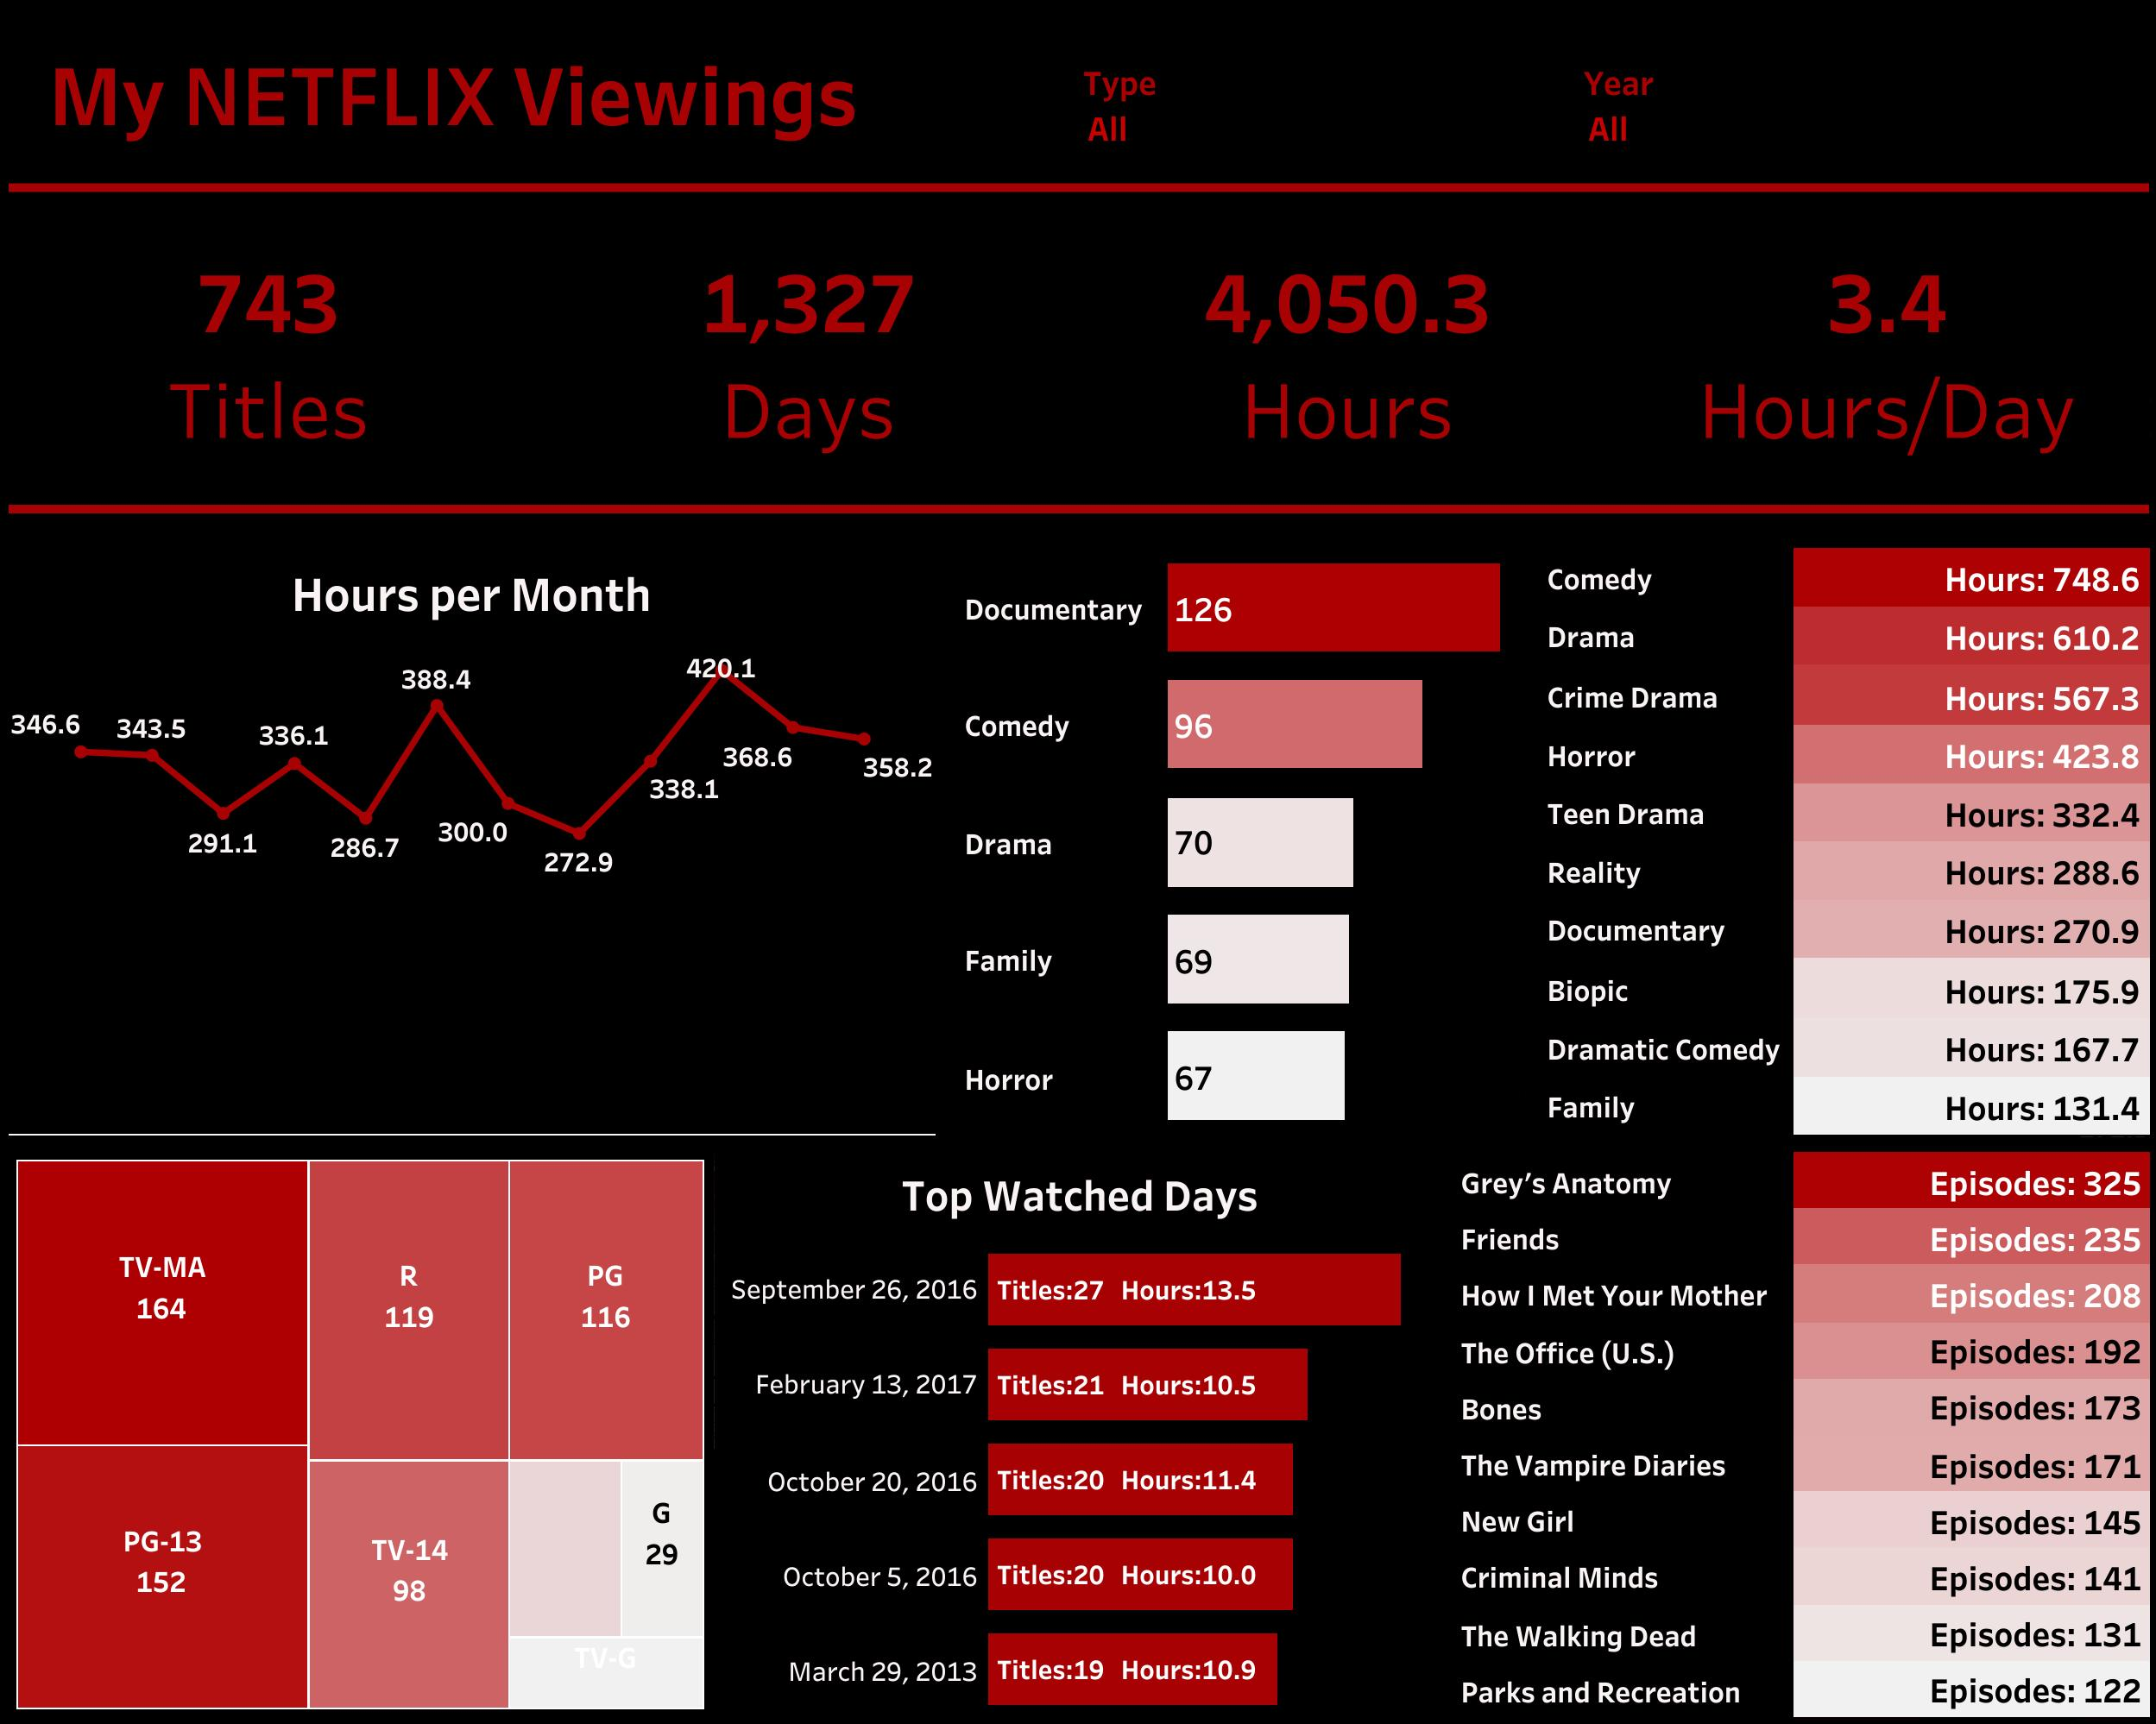 My NETFLIX Viewings
Type
All
Year
All
743
Titles
1,327
Days
4,050.3
Hours
3.4
Hours/Day
Hours per Month
346.6
343.5
291.1
336.1
286.7
388.4
300.0
272.9
338.1
420.1
368.6
358.2
Documentary 126
Comedy 96
Drama 70
Family 69
Horror 67
Comedy Hours: 748.6
Drama Hours: 610.2
Crime Drama Hours: 567.3
Horror Hours: 423.8
Teen Drama Hours: 332.4
Reality Hours: 288.6
Documentary Hours: 270.9
Biopic Hours: 175.9
Dramatic Comedy Hours: 167.7
Family Hours: 131.4
TV-MA
164
R
119
PG
116
PG-13
152
TV-14
98
G
29
TV-G
Top Watched Days
September 26, 2016 Titles:27 Hours:13.5
February 13, 2017 Titles:21 Hours:10.5
October 20, 2016 Titles:20 Hours:11.4
October 5, 2016 Titles:20 Hours:10.0
March 29, 2013 Titles:19 Hours:10.9
Grey’s Anatomy Episodes: 325
Friends Episodes: 235
How I Met Your Mother Episodes: 208
The Office (U.S.) Episodes: 192
Bones Episodes: 173
The Vampire Diaries Episodes: 171
New Girl Episodes: 145
Criminal Minds Episodes: 141
The Walking Dead Episodes: 131
Parks and Recreation Episodes: 122